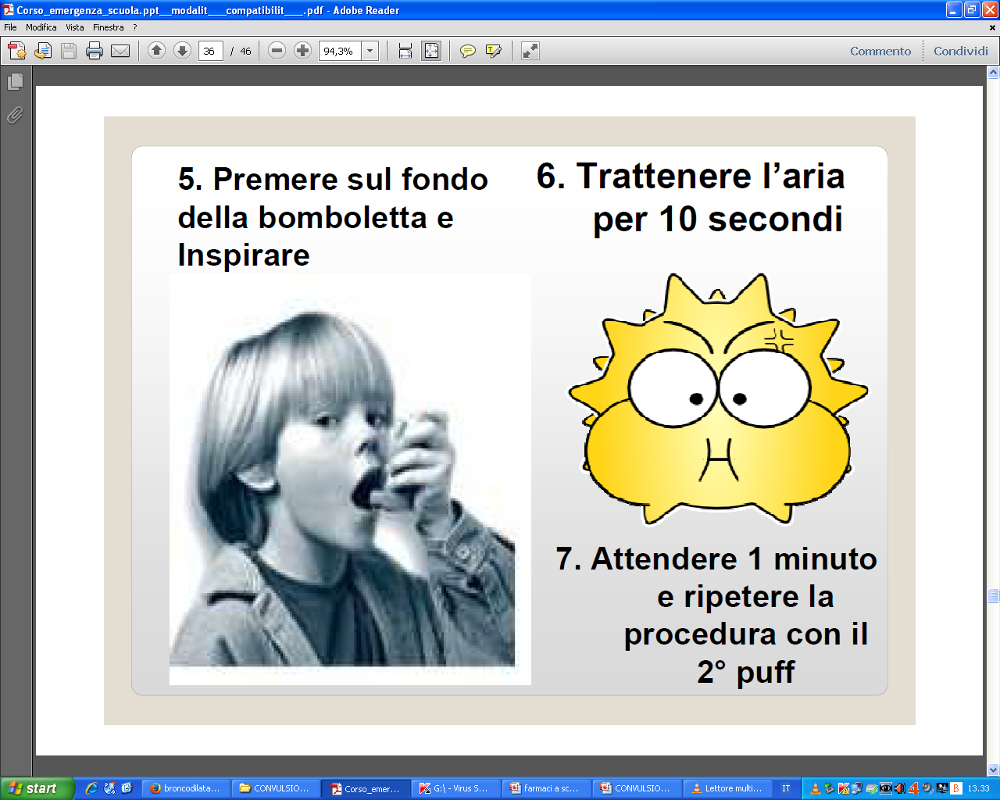 Corso_emergenza_scuola.ppt__modalit___compatibilit___.pdf - Adobe Reader
File Modifica Vista Finestra ?
36 / 46 94,3% Commento Condividi
5. Premere sul fondo
della bomboletta e
Inspirare
6. Trattenere l’aria
per 10 secondi
7. Attendere 1 minuto
e ripetere la
procedura con il
2° puff
start broncodilata... CONVULSIO... Corso_emer... G:\ - Virus S... farmaci a sc... CONVULSIO... Lettore multi... IT 13.33